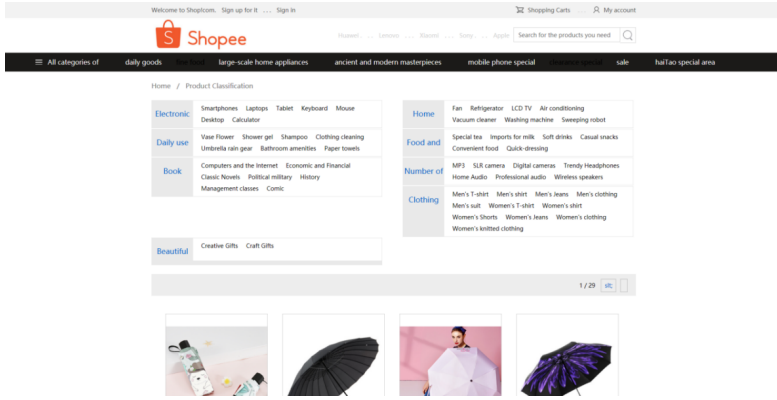 Welcome to Shoplcom. Sign up for it .... Sign in
Shopping Carts ... My account
S Shopee
Huawei.... Lenovo .... Xiaomi .... Sony.... Apple
Search for the products you need
All categories of daily goods fine food large-scale home appliances ancient and modern masterpieces mobile phone special clearance special sale haiTao special area
Home / Product Classification
Electronic
Smartphones Laptops Tablet Keyboard Mouse
Desktop Calculator
Home
Fan Refrigerator LCD TV Air conditioning
Vacuum cleaner Washing machine Sweeping robot
Daily use
Vase Flower Shower gel Shampoo Clothing cleaning
Umbrella rain gear Bathroom amenities Paper towels
Food and
Special tea Imports for milk Soft drinks Casual snacks
Convenient food Quick-dressing
Book
Computers and the Internet Economic and Financial
Classic Novels Political military History
Management classes Comic
Number of
MP3 SLR camera Digital cameras Trendy Headphones
Home Audio Professional audio Wireless speakers
Clothing
Men's T-shirt Men's shirt Men's Jeans Men's clothing
Men's suit Women's T-shirt Women's shirt
Women's Shorts Women's Jeans Women's clothing
Women's knitted clothing
Beautiful
Creative Gifts Craft Gifts
1 / 29